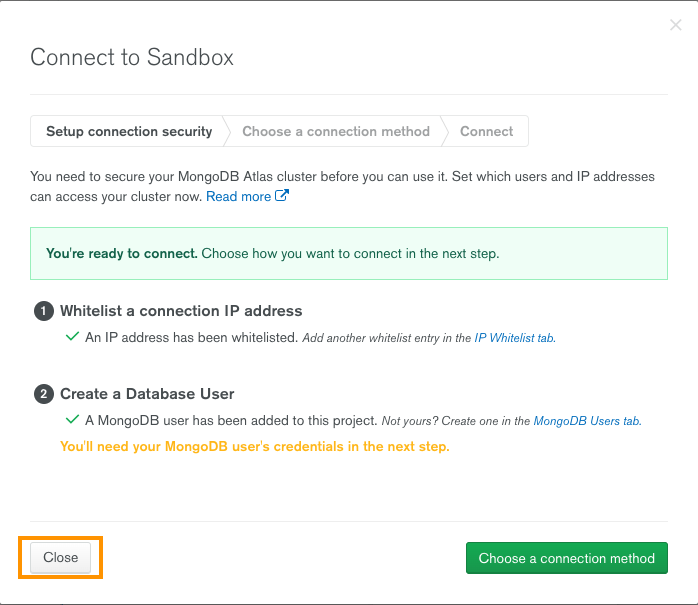 Connect to Sandbox
Setup connection security
Choose a connection method
Connect
You need to secure your MongoDB Atlas cluster before you can use it. Set which users and IP addresses
can access your cluster now. Read more
You're ready to connect. Choose how you want to connect in the next step.
1 Whitelist a connection IP address
An IP address has been whitelisted. Add another whitelist entry in the IP Whitelist tab.
2 Create a Database User
A MongoDB user has been added to this project. Not yours? Create one in the MongoDB Users tab.
You'll need your MongoDB user's credentials in the next step.
Close
Choose a connection method